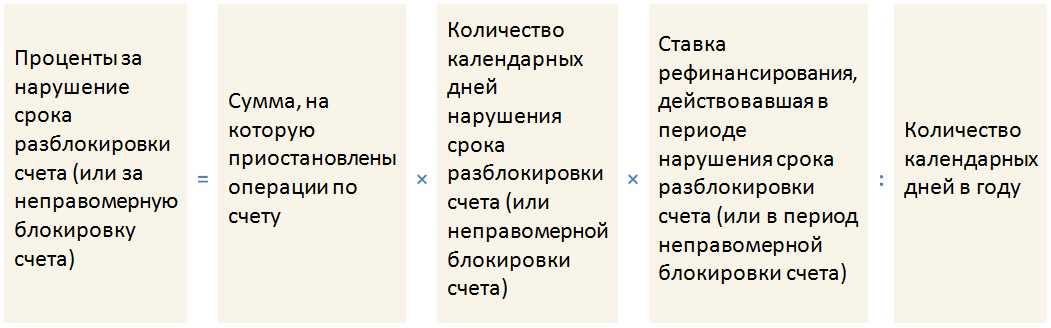 Проценты за
нарушение
срока
разблокировки
счета (или за
неправомерную
блокировку
счета)
=
Сумма, на
которую
приостановлены
операции по
счету
×
Количество
календарных
дней
нарушения
срока
разблокировки
счета (или
неправомерной
блокировки
счета)
×
Ставка
рефинансирования,
действовавшая в
периоде
нарушения срока
разблокировки
счета (или в период
неправомерной
блокировки счета)
:
Количество
календарных
дней в году